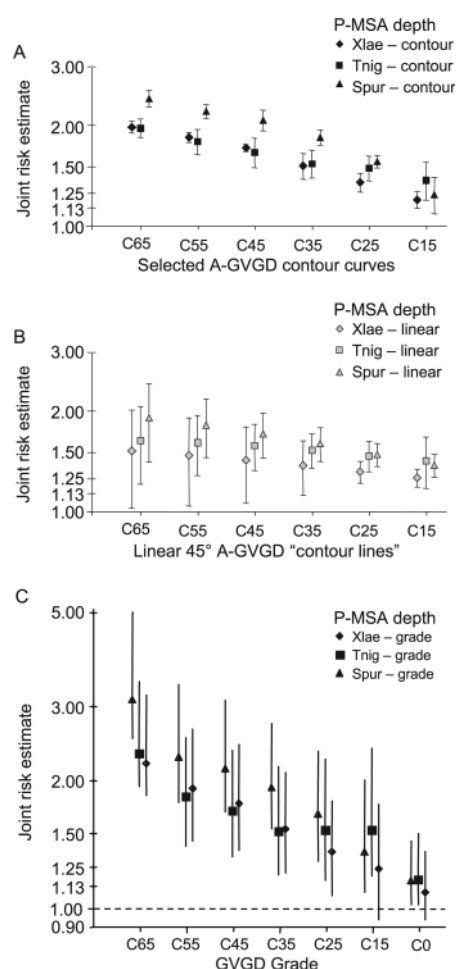 A
P-MSA depth
Xlae – contour
Tnig – contour
Spur – contour
Joint risk estimate
3.00
2.00
1.50
1.25
1.13
1.00
C65 C55 C45 C35 C25 C15
Selected A-GVGD contour curves
B
P-MSA depth
Xlae – linear
Tnig – linear
Spur – linear
Joint risk estimate
3.00
2.00
1.50
1.25
1.13
1.00
C65 C55 C45 C35 C25 C15
Linear 45° A-GVGD “contour lines”
C
P-MSA depth
Xlae – grade
Tnig – grade
Spur – grade
Joint risk estimate
5.00
3.00
2.00
1.50
1.25
1.13
1.00
0.90
C65 C55 C45 C35 C25 C15 C0
GVGD Grade